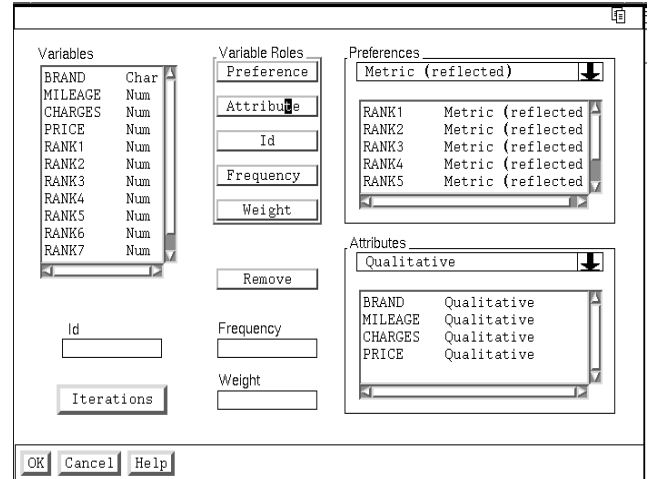 Variables
BRAND Char
MILEAGE Num
CHARGES Num
PRICE Num
RANK1 Num
RANK2 Num
RANK3 Num
RANK4 Num
RANK5 Num
RANK6 Num
RANK7 Num
Variable Roles
Preference
Attribute
Id
Frequency
Weight
Remove
Preferences
Metric (reflected)
RANK1 Metric (reflected
RANK2 Metric (reflected
RANK3 Metric (reflected
RANK4 Metric (reflected
RANK5 Metric (reflected
Attributes
Qualitative
BRAND Qualitative
MILEAGE Qualitative
CHARGES Qualitative
PRICE Qualitative
Id
Frequency
Weight
Iterations
OK Cancel Help